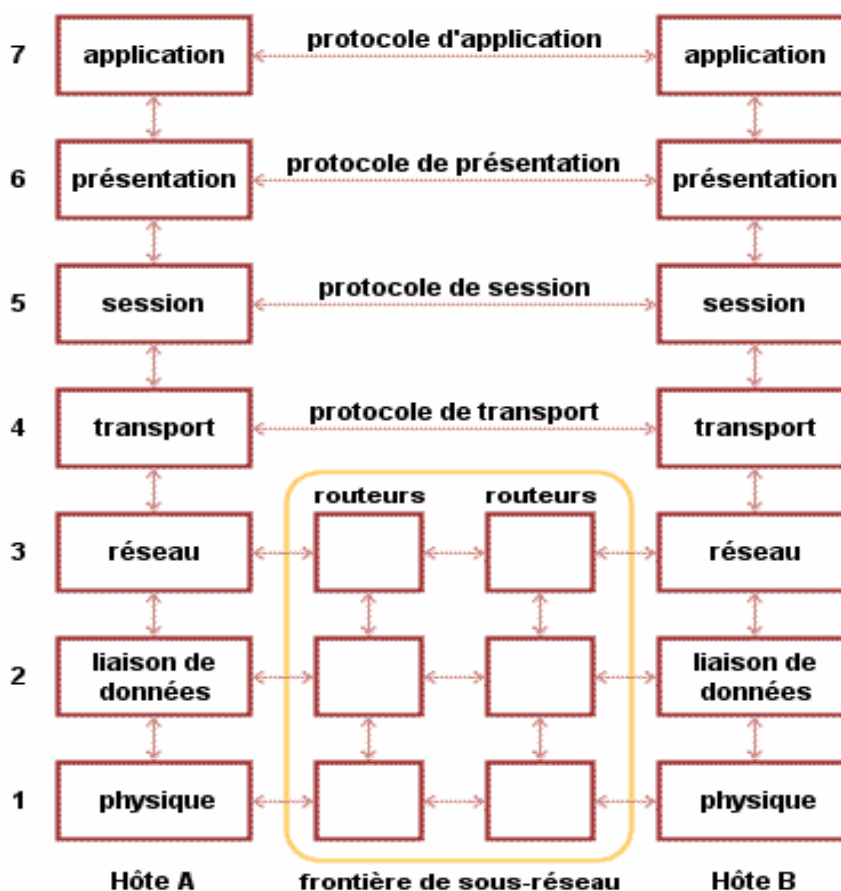 7 application protocole d'application application
6 présentation protocole de présentation présentation
5 session protocole de session session
4 transport protocole de transport transport
routeurs routeurs
3 réseau réseau
2 liaison de données liaison de données
1 physique physique
Hôte A frontière de sous-réseau Hôte B